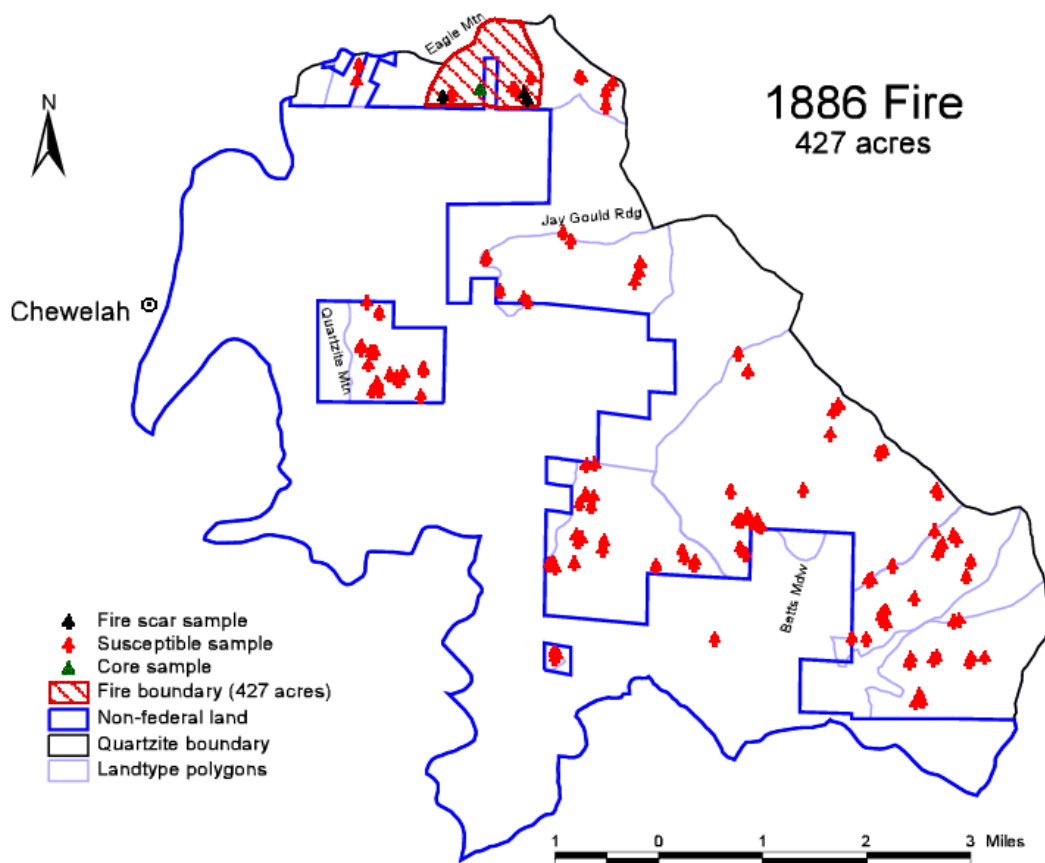 Eagle Mtn
N
1886 Fire
427 acres
Jay Gould Rdg
Chewelah
Quartzite Mtn
Betts Mdw
Fire scar sample
Susceptible sample
Core sample
Fire boundary (427 acres)
Non-federal land
Quartzite boundary
Landtype polygons
1 0 1 2 3 Miles